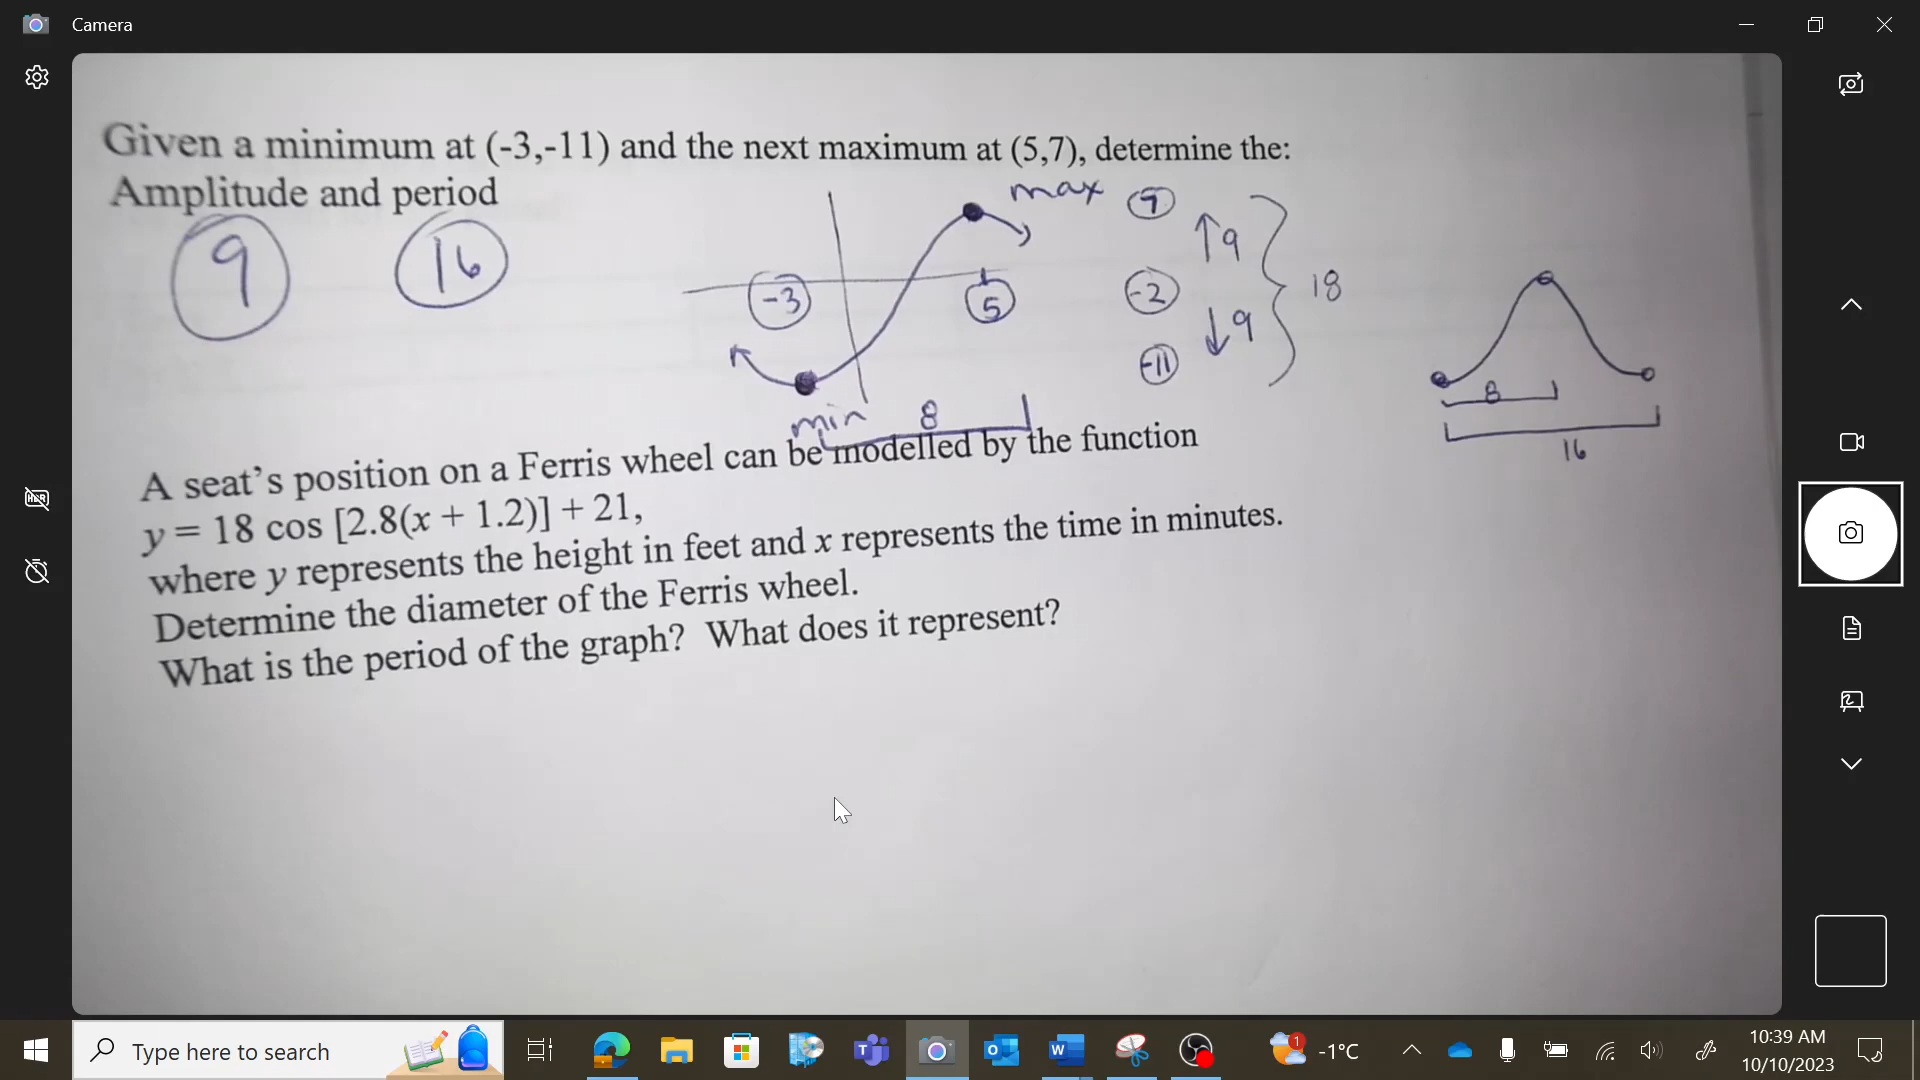 Camera
Given a minimum at (-3,-11) and the next maximum at (5,7), determine the:
Amplitude and period
9 16
max 7
↑9
-3 5 -2 18
↓9
-11
min 8
8
16
A seat's position on a Ferris wheel can be modelled by the function
y = 18 cos [2.8(x + 1.2)] + 21,
where y represents the height in feet and x represents the time in minutes.
Determine the diameter of the Ferris wheel.
What is the period of the graph? What does it represent?
HDR
Type here to search
1
-1°C
10:39 AM
10/10/2023